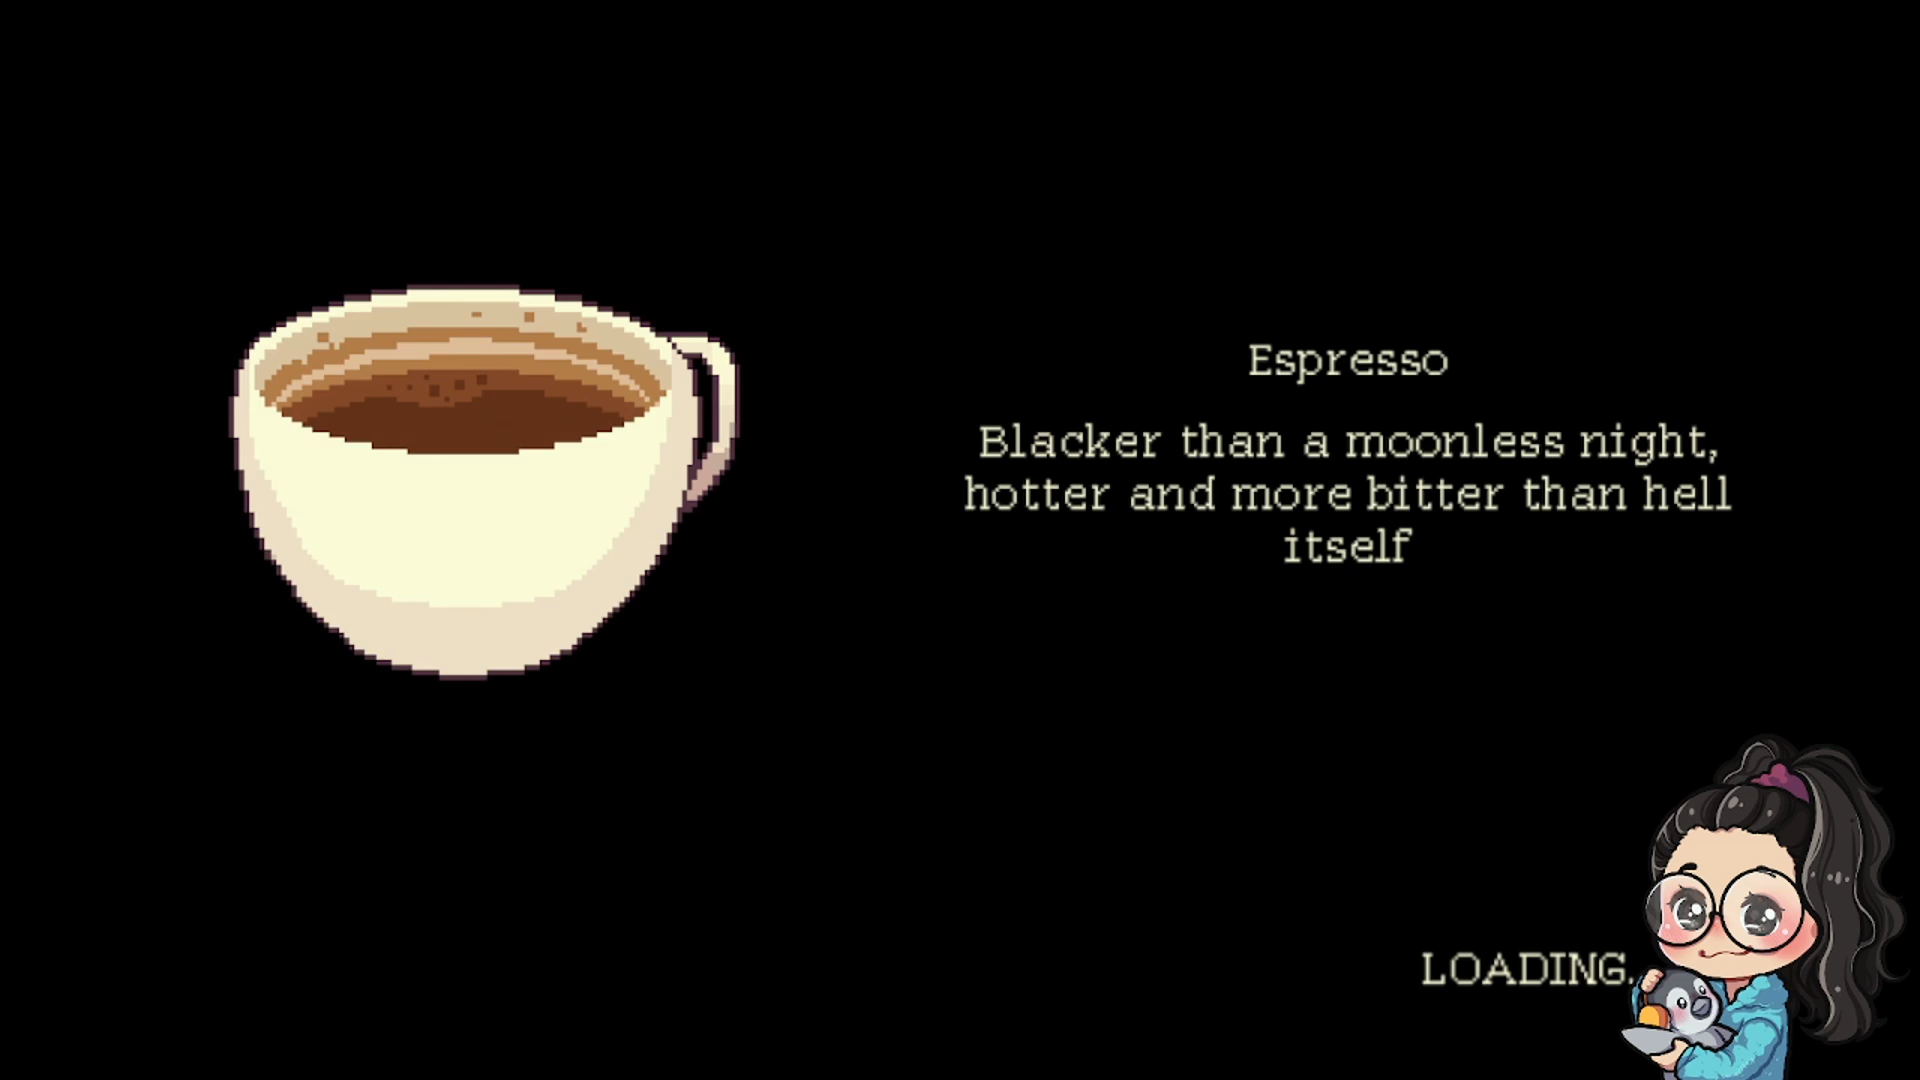 Espresso
Blacker than a moonless night,
hotter and more bitter than hell
itself
LOADING.